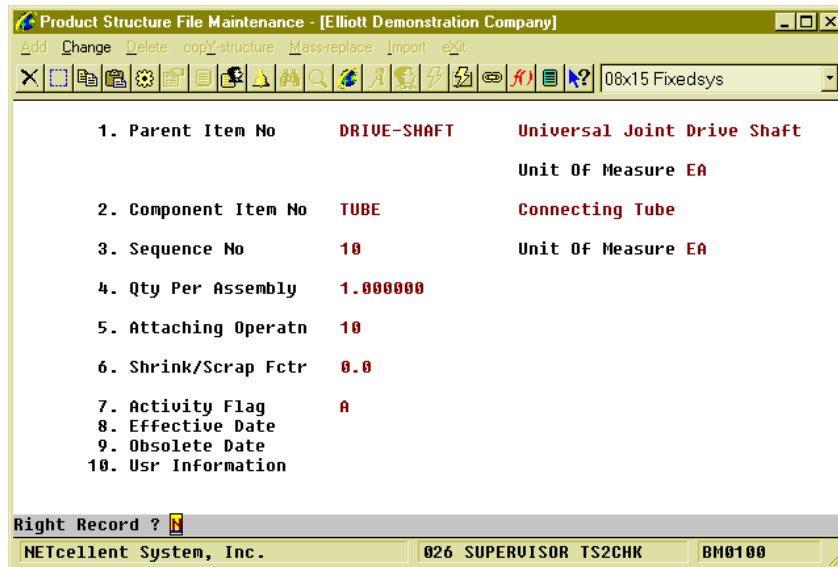 Product Structure File Maintenance - [Elliott Demonstration Company]
Add Change Delete copY-structure Mass-replace Import eXit
08x15 Fixedsys
1. Parent Item No DRIVE-SHAFT Universal Joint Drive Shaft
Unit Of Measure EA
2. Component Item No TUBE Connecting Tube
3. Sequence No 10 Unit Of Measure EA
4. Qty Per Assembly 1.000000
5. Attaching Operatn 10
6. Shrink/Scrap Fctr 0.0
7. Activity Flag A
8. Effective Date
9. Obsolete Date
10. Usr Information
Right Record ? N
NETcellent System, Inc. 026 SUPERVISOR TS2CHK BM0100